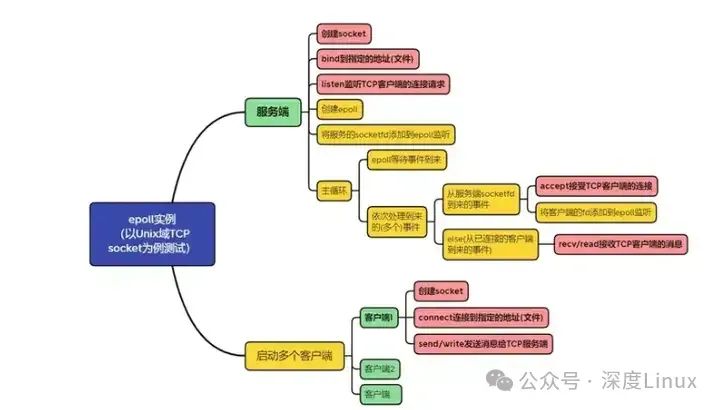 创建socket
bind到指定的地址(文件)
listen监听TCP客户端的连接请求
服务端
创建epoll
将服务的socketfd添加到epoll监听
epoll等待事件到来
主循环
从服务端socketfd
到来的事件
accept接受TCP客户端的连接
将客户端的fd添加到epoll监听
依次处理到来
的(多个)事件
else(从已连接的客户端
到来的事件)
recv/read接收TCP客户端的消息
epoll实例
(以Unix域TCP
socket为例测试)
启动多个客户端
客户端1
创建socket
connect连接到指定的地址(文件)
send/write发送消息给TCP服务端
客户端2
客户端
公众号·深度Linux